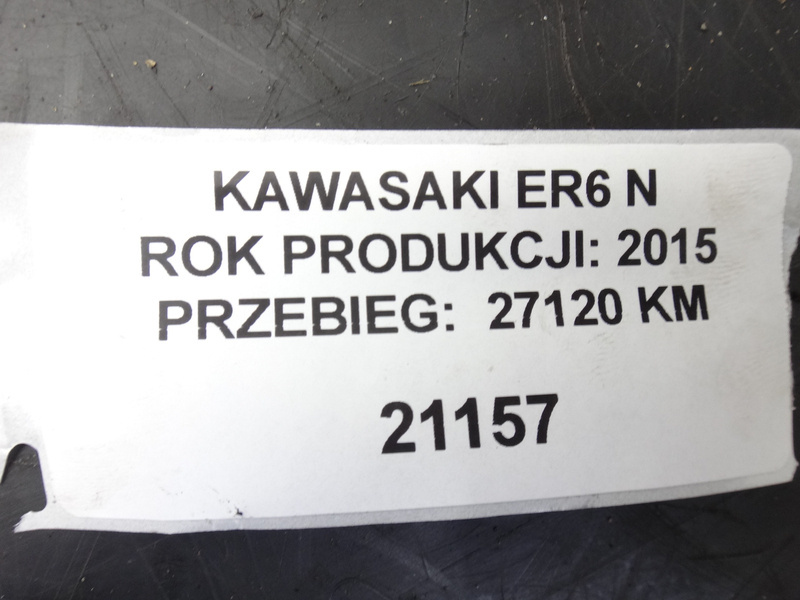 KAWASAKI ER6 N
ROK PRODUKCJI: 2015
PRZEBIEG: 27120 KM
21157